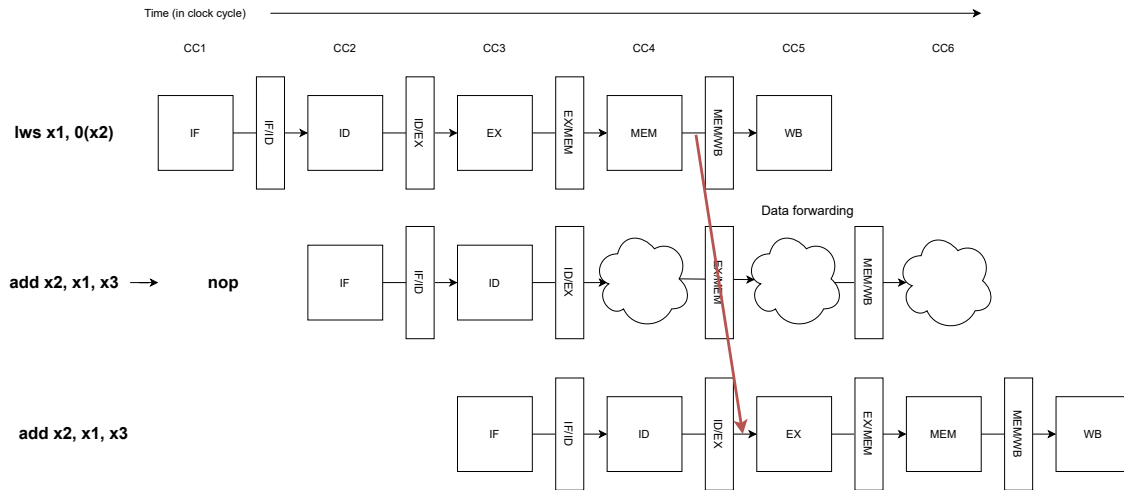 Time (in clock cycle)
CC1 CC2 CC3 CC4 CC5 CC6
lws x1, 0(x2) IF IF/ID ID ID/EX EX EX/MEM MEM MEM/WB WB
Data forwarding
add x2, x1, x3 nop IF IF/ID ID ID/EX EX/MEM MEM/WB
add x2, x1, x3 IF IF/ID ID ID/EX EX EX/MEM MEM MEM/WB WB